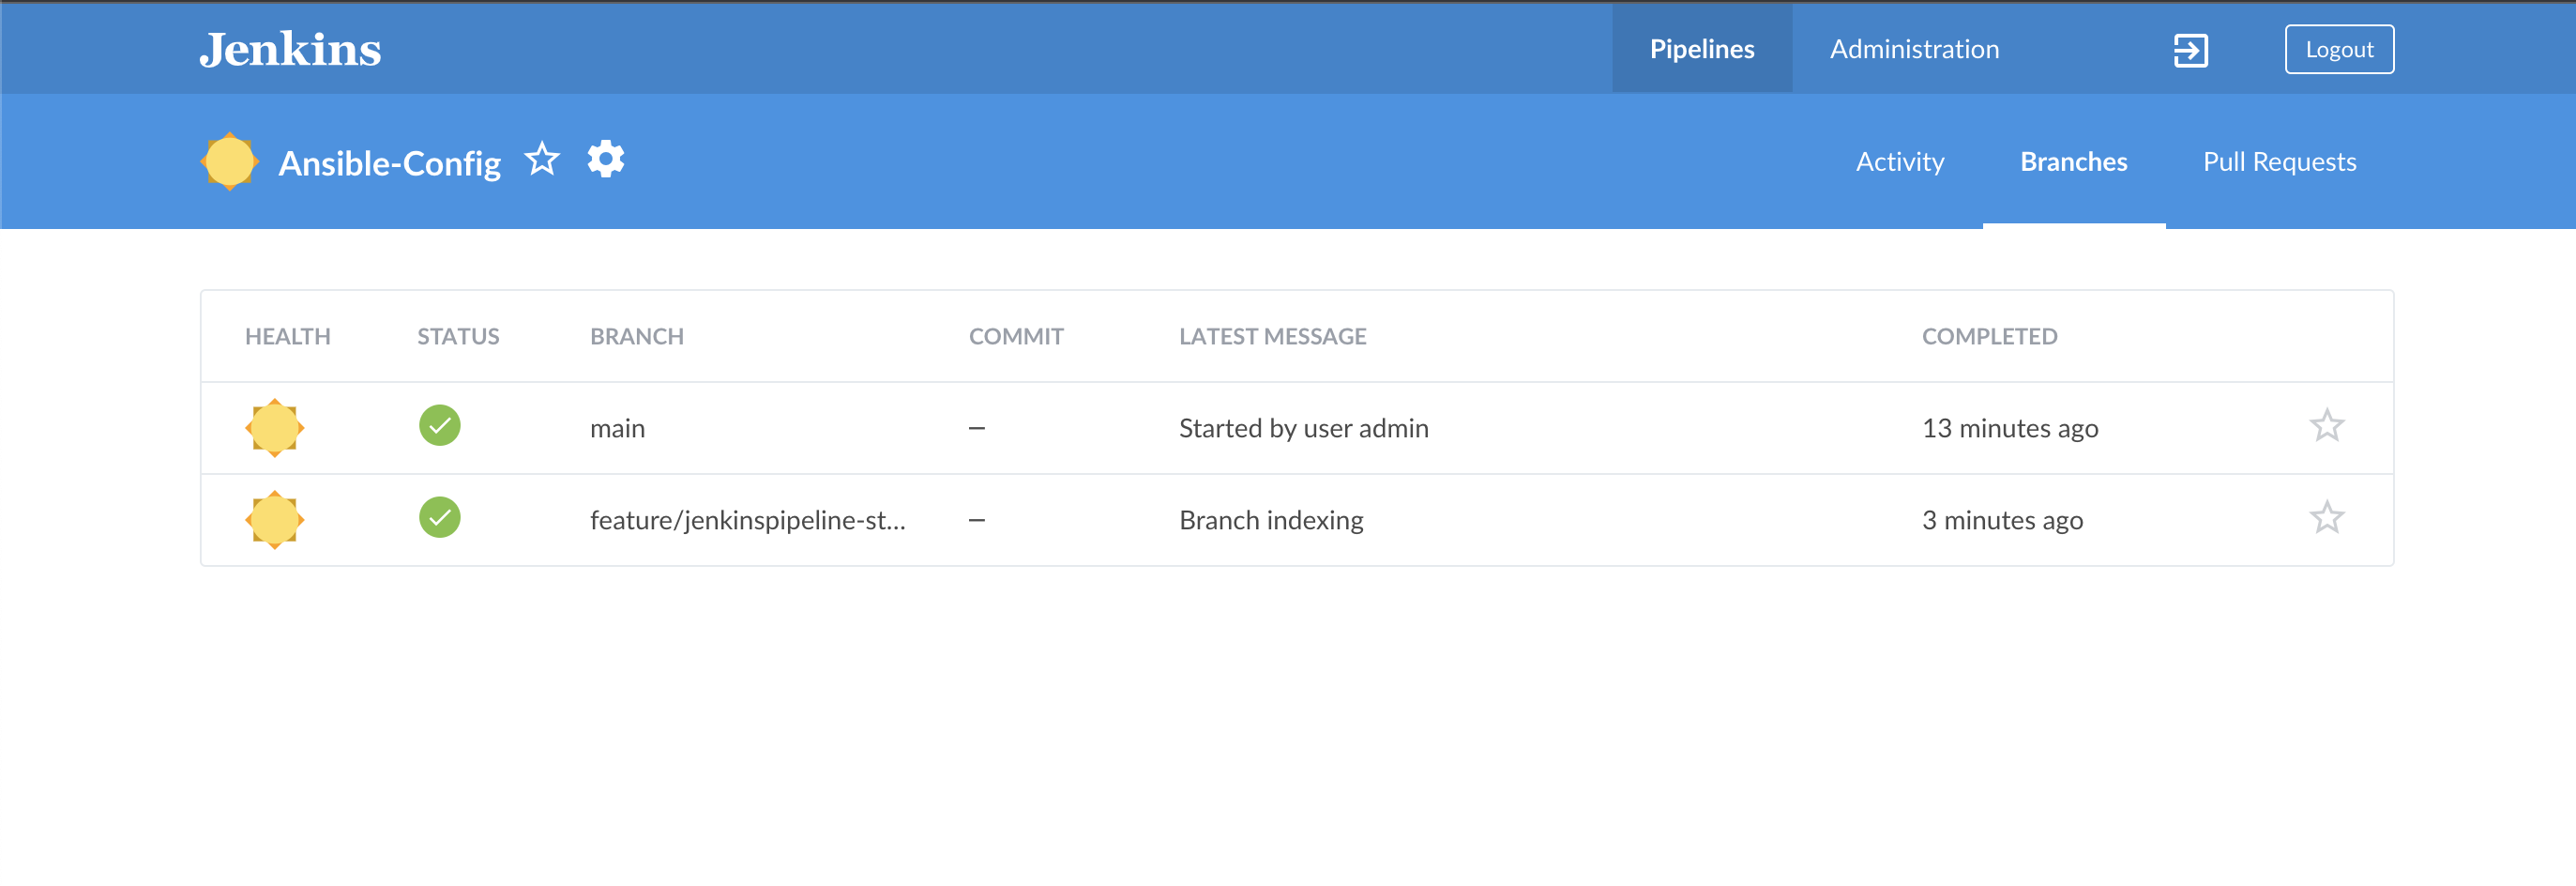 Jenkins Pipelines Administration Logout
Ansible-Config Activity Branches Pull Requests
HEALTH STATUS BRANCH COMMIT LATEST MESSAGE COMPLETED
main – Started by user admin 13 minutes ago
feature/jenkinspipeline-st... – Branch indexing 3 minutes ago